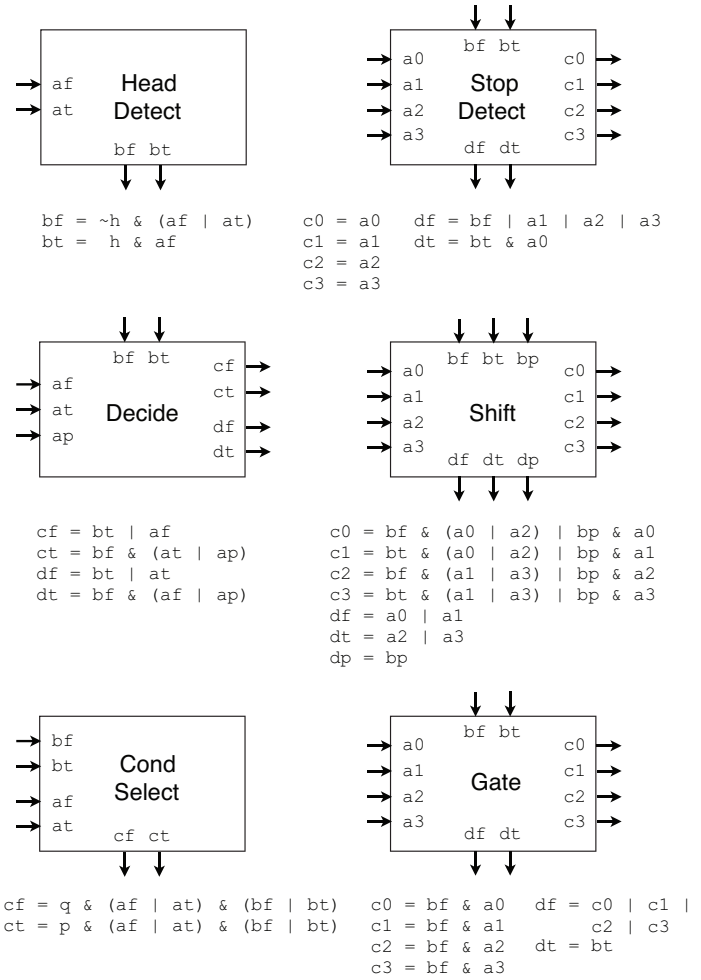 Head
Detect
af
at
bf bt
bf = ~h & (af | at)
bt = h & af
Stop
Detect
bf bt
a0
a1
a2
a3
c0
c1
c2
c3
df dt
c0 = a0 df = bf | a1 | a2 | a3
c1 = a1 dt = bt & a0
c2 = a2
c3 = a3
Decide
bf bt
af
at
ap
cf
ct
df
dt
cf = bt | af
ct = bf & (at | ap)
df = bt | at
dt = bf & (af | ap)
Shift
bf bt bp
a0
a1
a2
a3
c0
c1
c2
c3
df dt dp
c0 = bf & (a0 | a2) | bp & a0
c1 = bt & (a0 | a2) | bp & a1
c2 = bf & (a1 | a3) | bp & a2
c3 = bt & (a1 | a3) | bp & a3
df = a0 | a1
dt = a2 | a3
dp = bp
Cond
Select
bf
bt
af
at
cf ct
cf = q & (af | at) & (bf | bt)
ct = p & (af | at) & (bf | bt)
Gate
bf bt
a0
a1
a2
a3
c0
c1
c2
c3
df dt
c0 = bf & a0 df = c0 | c1 |
c1 = bf & a1 c2 | c3
c2 = bf & a2 dt = bt
c3 = bf & a3